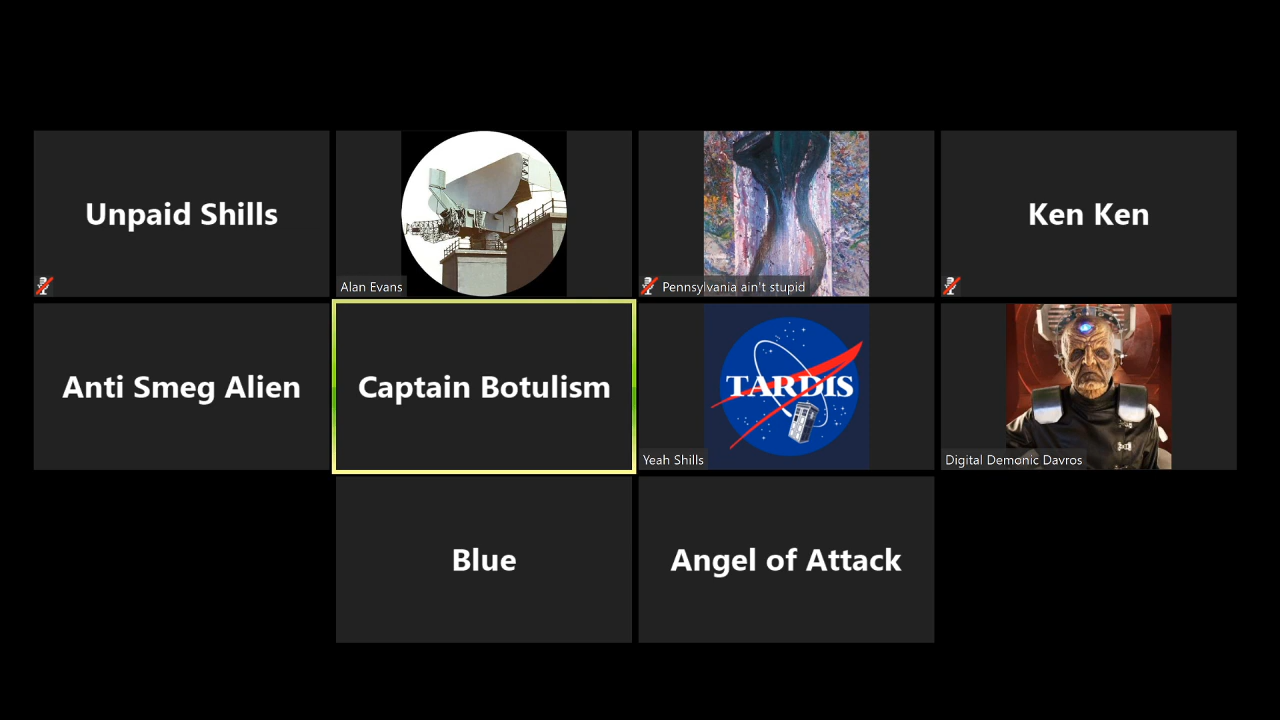 Unpaid Shills
Alan Evans
Pennsylvania ain't stupid
Ken Ken
Anti Smeg Alien
Captain Botulism
TARDIS
Yeah Shills
Digital Demonic Davros
Blue
Angel of Attack